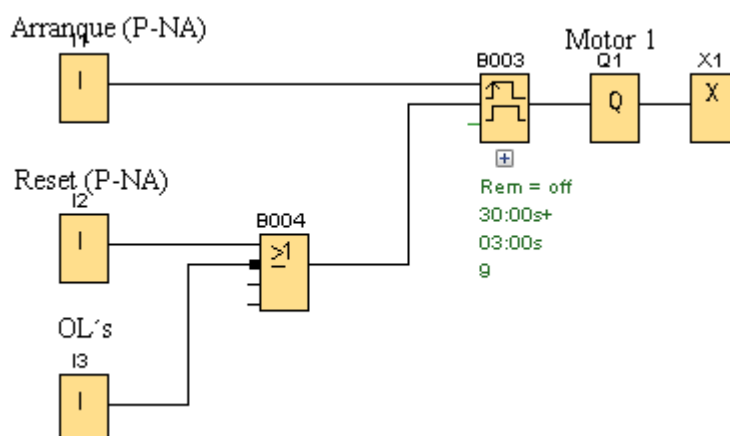 Arranque (P-NA)
I1
I
Reset (P-NA)
I2
I
OL´s
I3
I
B004
≥1
B003
Rem = off
30:00s+
03:00s
9
Motor 1
Q1
Q
X1
X